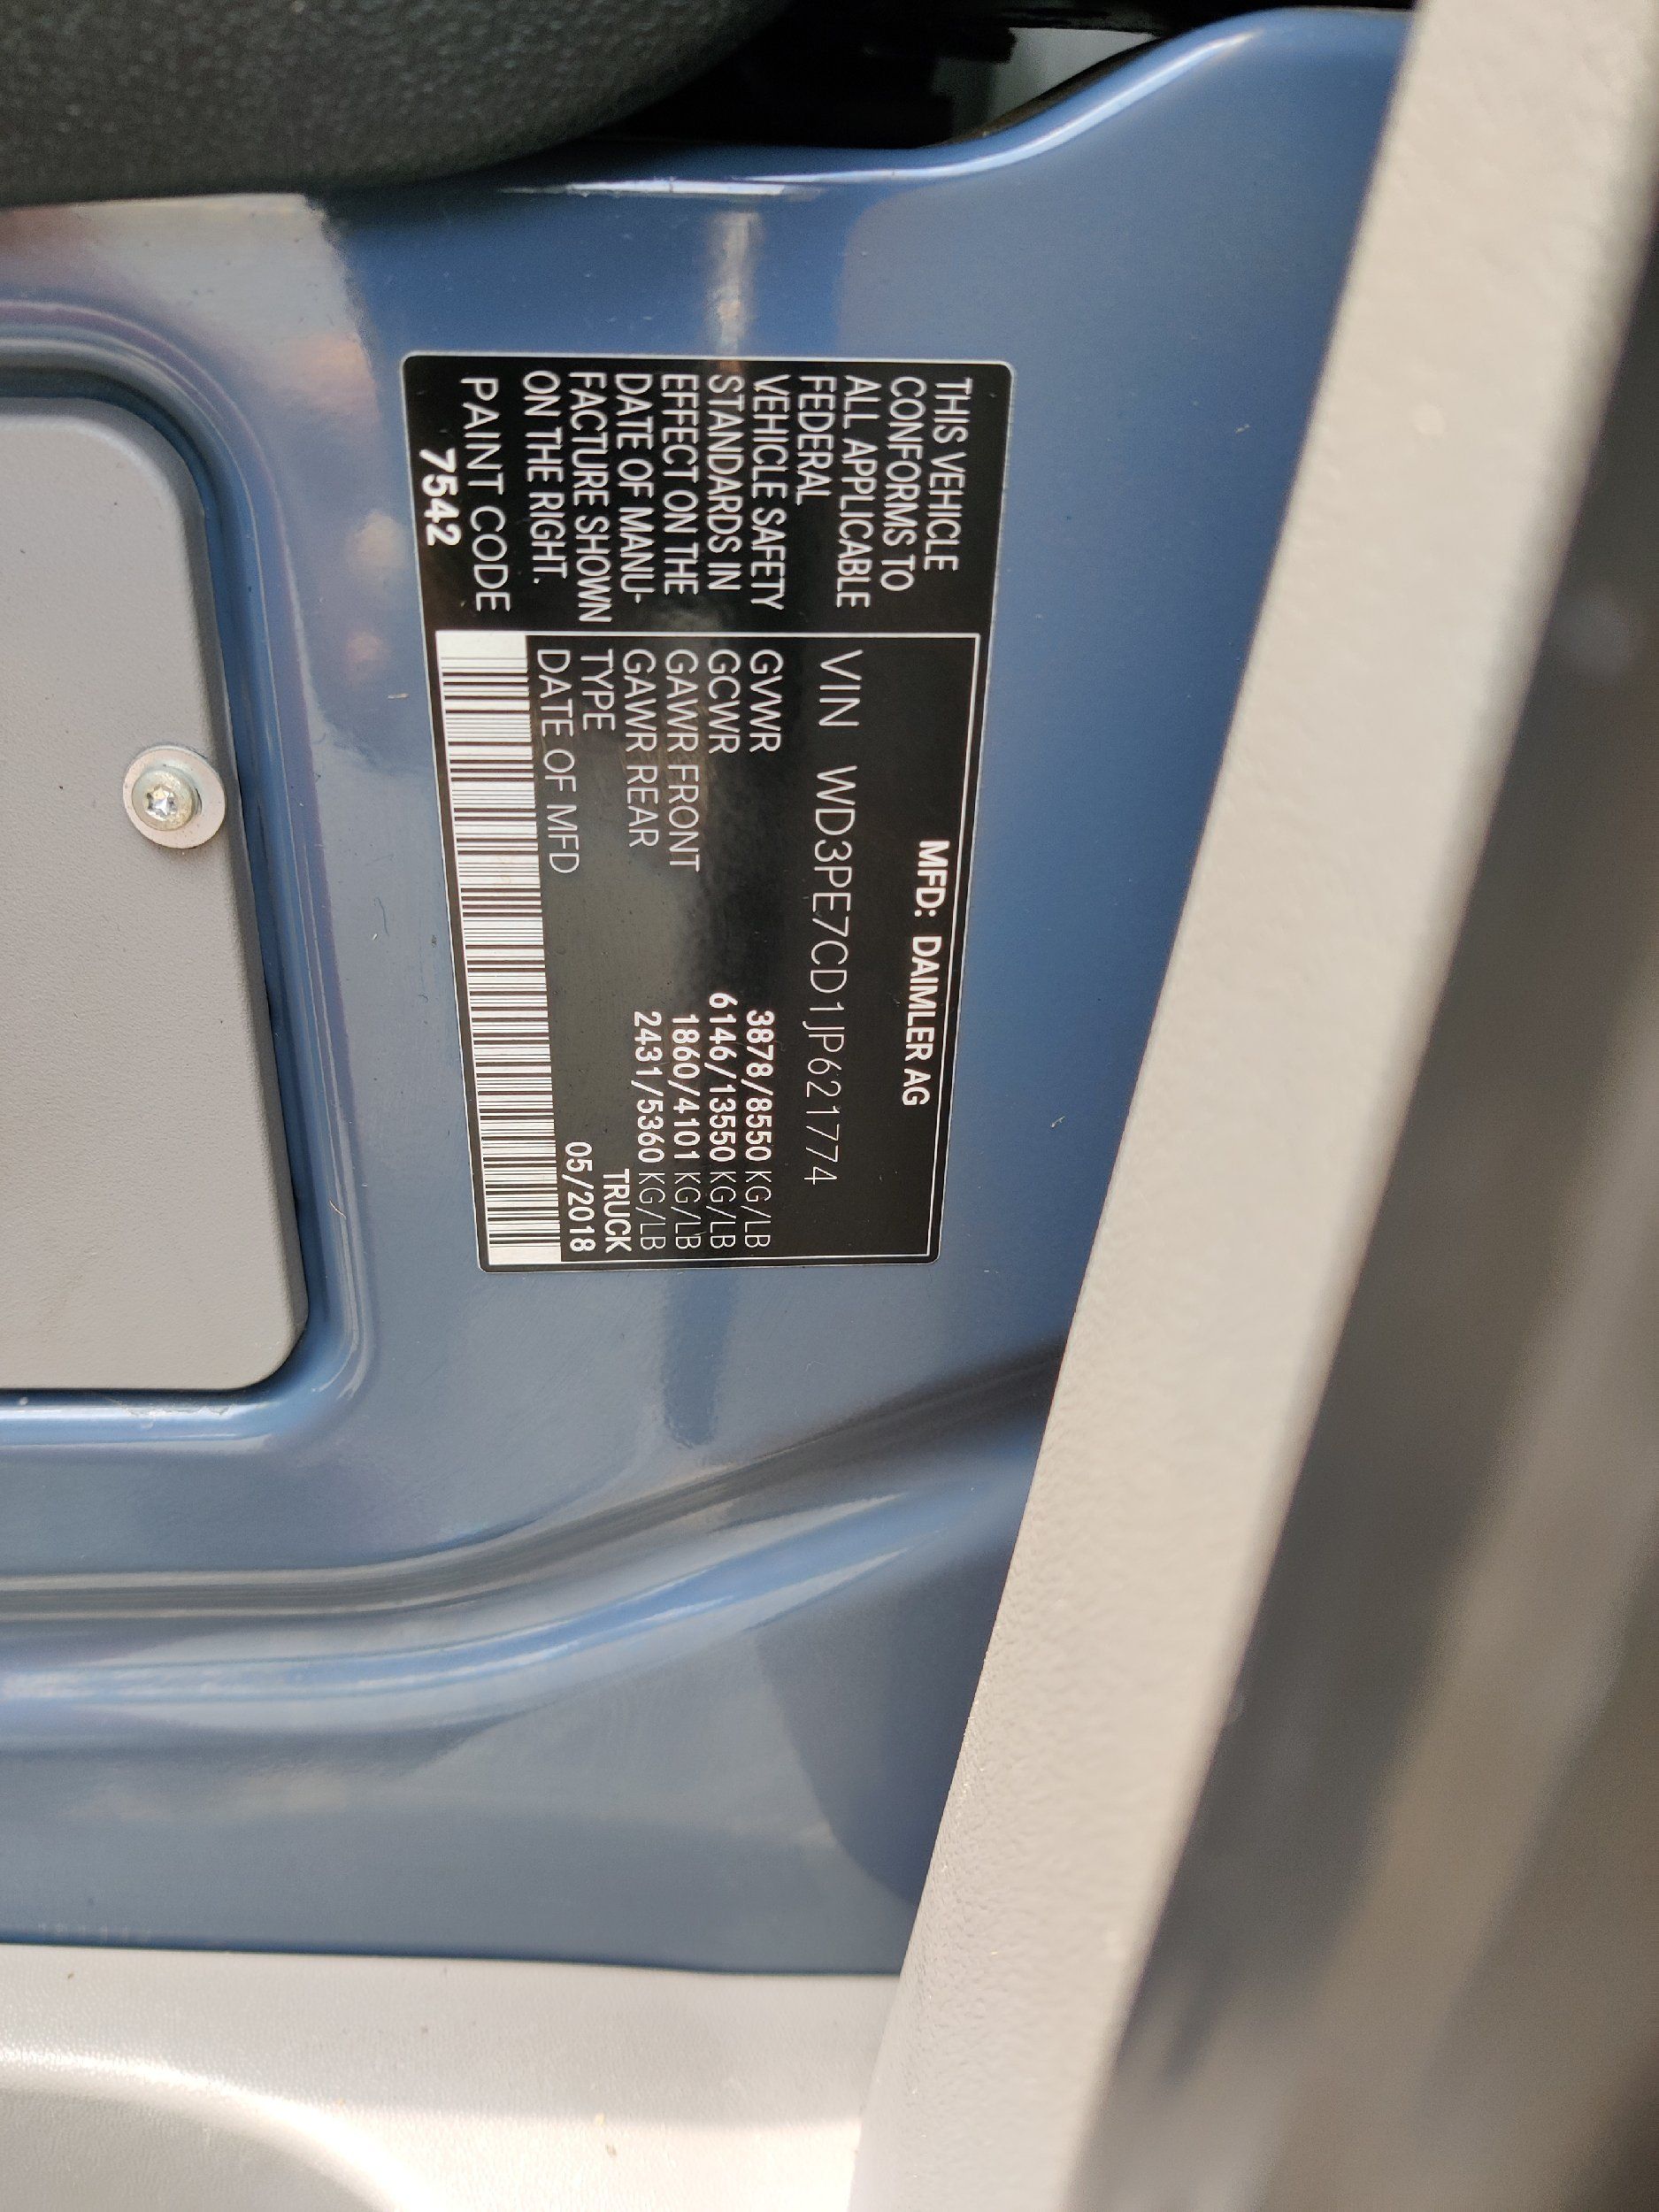 THIS VEHICLE
CONFORMS TO
ALL APPLICABLE
FEDERAL
VEHICLE SAFETY
STANDARDS IN
EFFECT ON THE
DATE OF MANU-
FACTURE SHOWN
ON THE RIGHT.
PAINT CODE
7542
MFD: DAIMLER AG
VIN WD3PE7CD1JP621774
GVWR 3878/8550 KG/LB
GCWR 6146/13550 KG/LB
GAWR FRONT 1860/4101 KG/LB
GAWR REAR 2431/5360 KG/LB
TYPE TRUCK
DATE OF MFD 05/2018